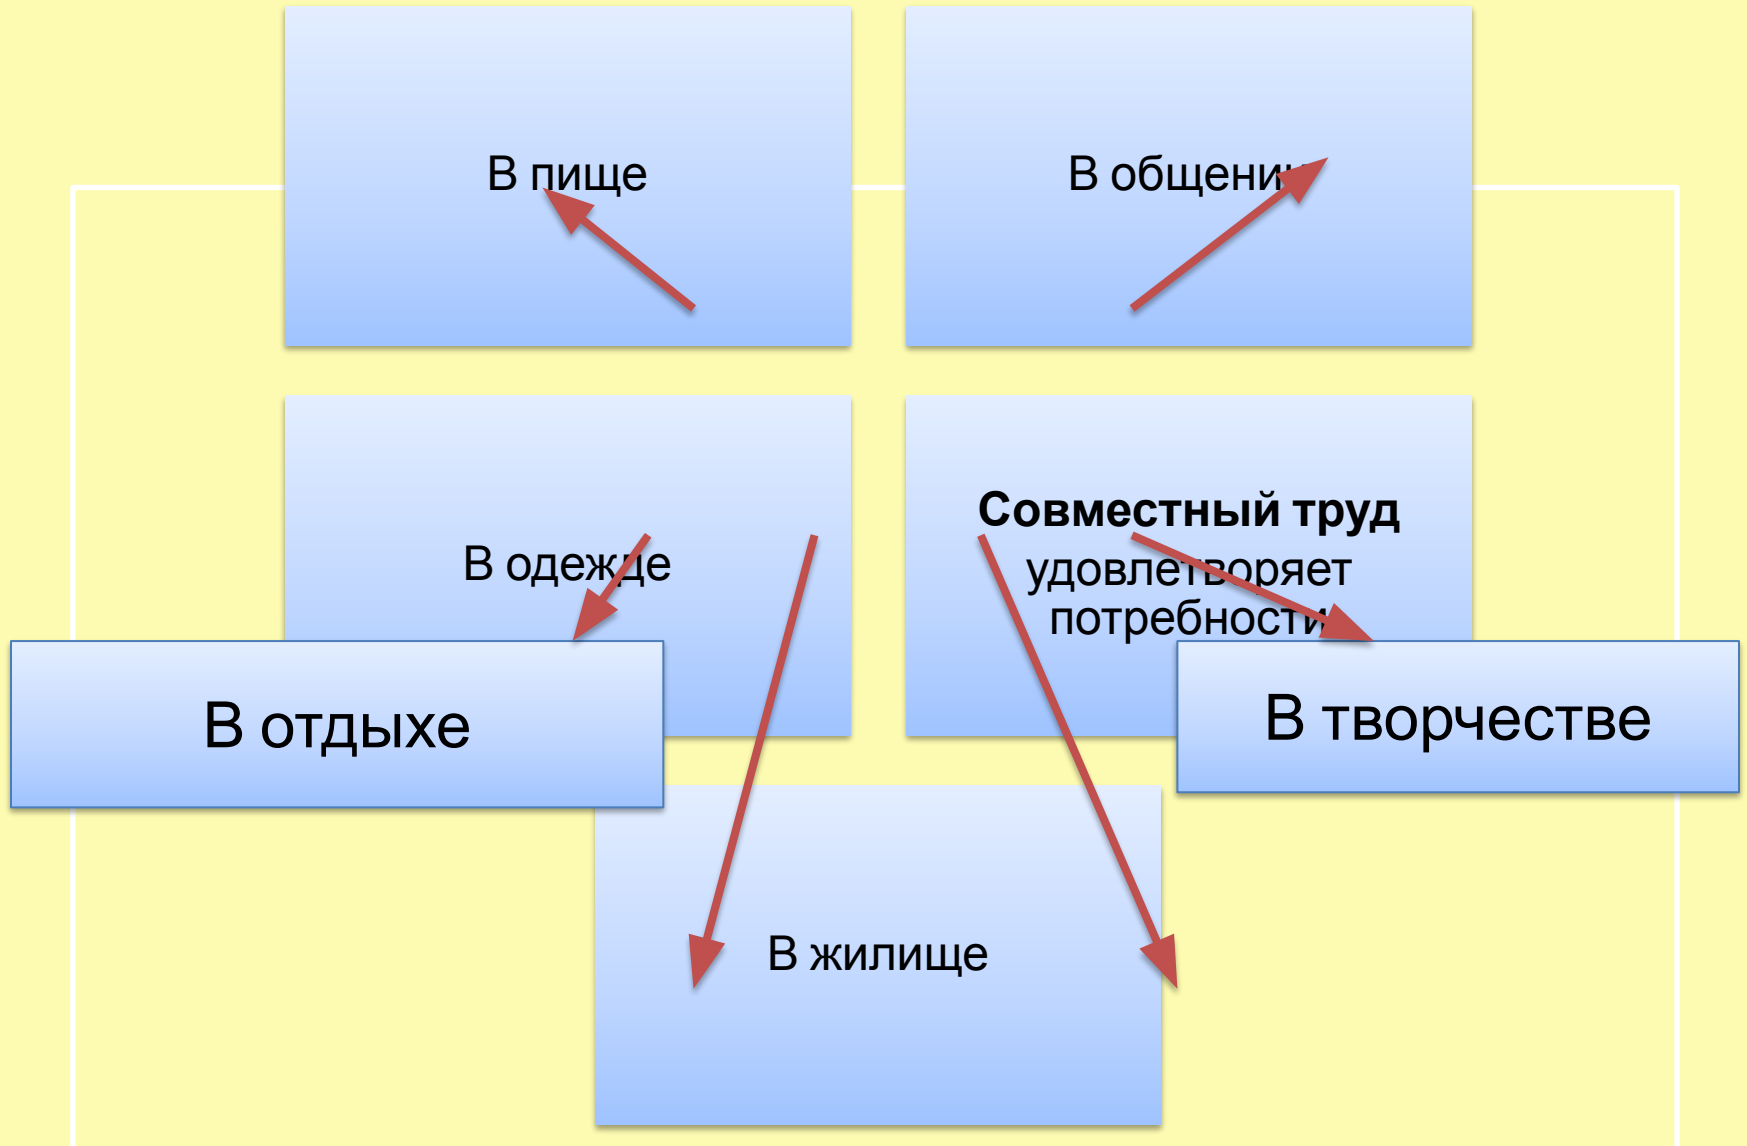 В пище
В общении
В одежде
Совместный труд
удовлетворяет
потребности
В отдыхе
В творчестве
В жилище